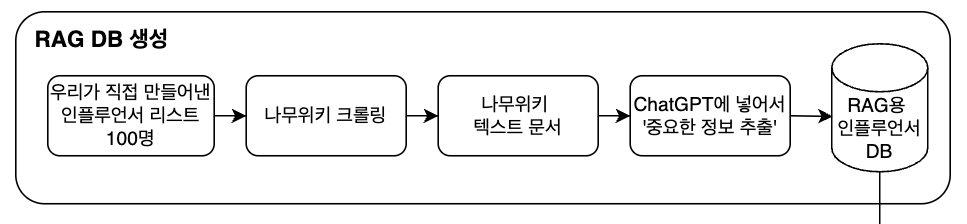 RAG DB 생성
우리가 직접 만들어낸
인플루언서 리스트
100명
나무위키 크롤링
나무위키
텍스트 문서
ChatGPT에 넣어서
'중요한 정보 추출'
RAG용
인플루언서
DB